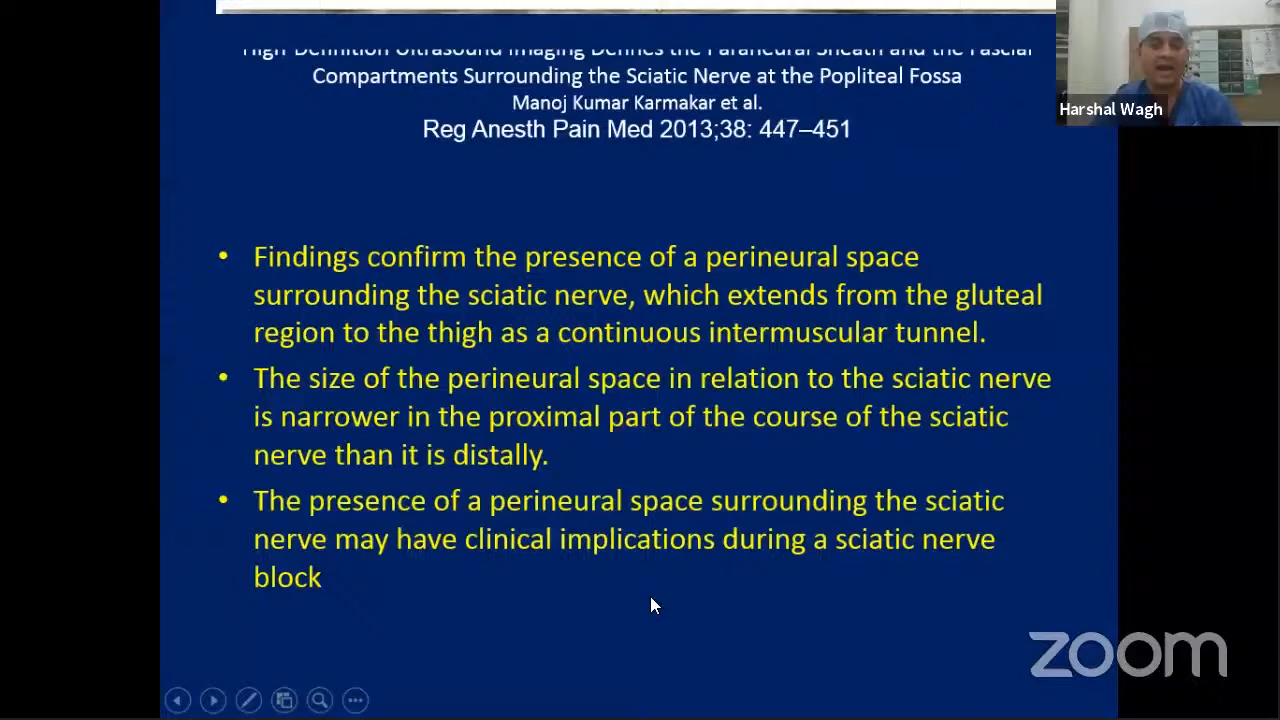 High Definition Ultrasound Imaging Defines the Paraneural Sheath and the Fascial
Compartments Surrounding the Sciatic Nerve at the Popliteal Fossa
Manoj Kumar Karmakar et al.
Reg Anesth Pain Med 2013;38: 447–451
Harshal Wagh
• Findings confirm the presence of a perineural space
surrounding the sciatic nerve, which extends from the gluteal
region to the thigh as a continuous intermuscular tunnel.
• The size of the perineural space in relation to the sciatic nerve
is narrower in the proximal part of the course of the sciatic
nerve than it is distally.
• The presence of a perineural space surrounding the sciatic
nerve may have clinical implications during a sciatic nerve
block
zoom